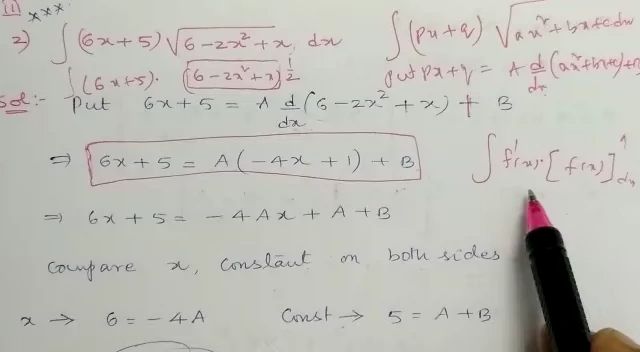 11 ***
2) ∫(6x+5)√(6-2x²+x) dx
∫(px+q)√(ax²+bx+c) dx
∫(6x+5)·(6-2x²+x)^½
put px+q = A d/dx(ax²+bx+c)+
Sol:- Put 6x+5 = A d/dx(6-2x²+x) + B
⇒ 6x+5 = A(-4x+1)+B
∫f'(x)·[f(x)] dx
⇒ 6x+5 = -4Ax + A+B
compare x, constant on both sides
x → 6=-4A Const → 5 = A+B